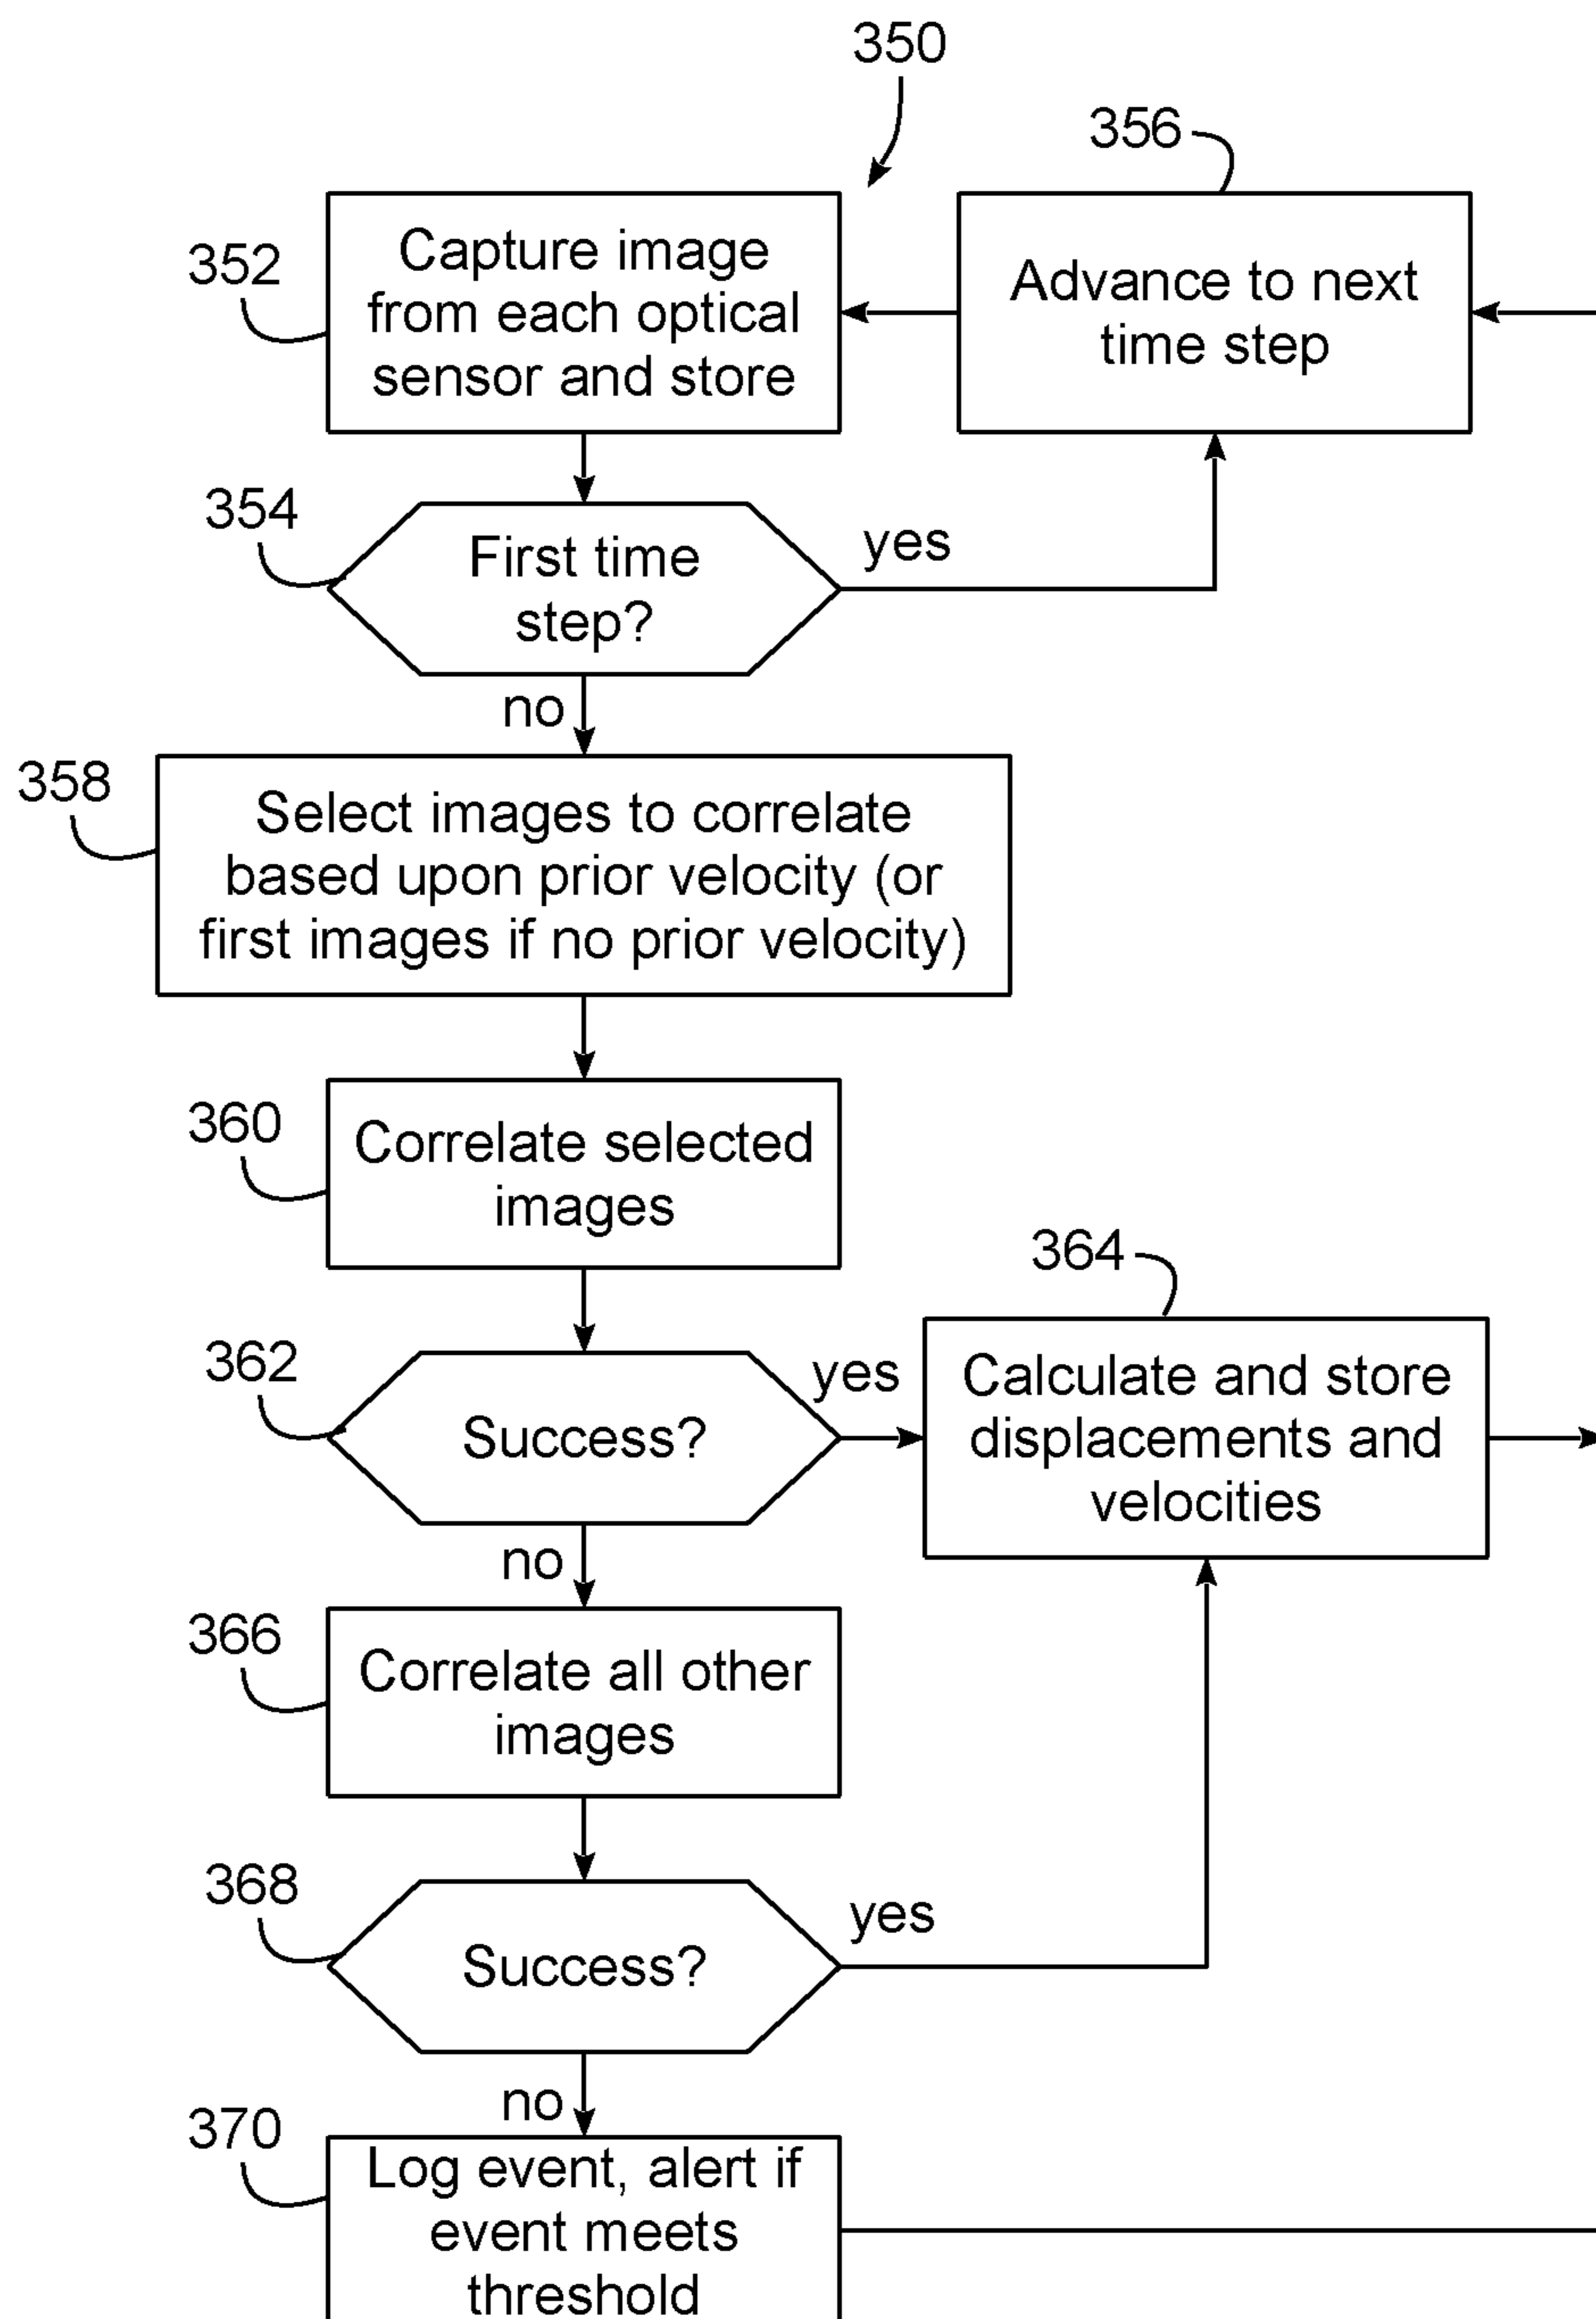 350
356
352
Capture image
from each optical
sensor and store
Advance to next
time step
354
First time
step?
yes
no
358
Select images to correlate
based upon prior velocity (or
first images if no prior velocity)
360
Correlate selected
images
364
362
Success?
yes
Calculate and store
displacements and
velocities
no
366
Correlate all other
images
368
Success?
yes
no
370
Log event, alert if
event meets
threshold